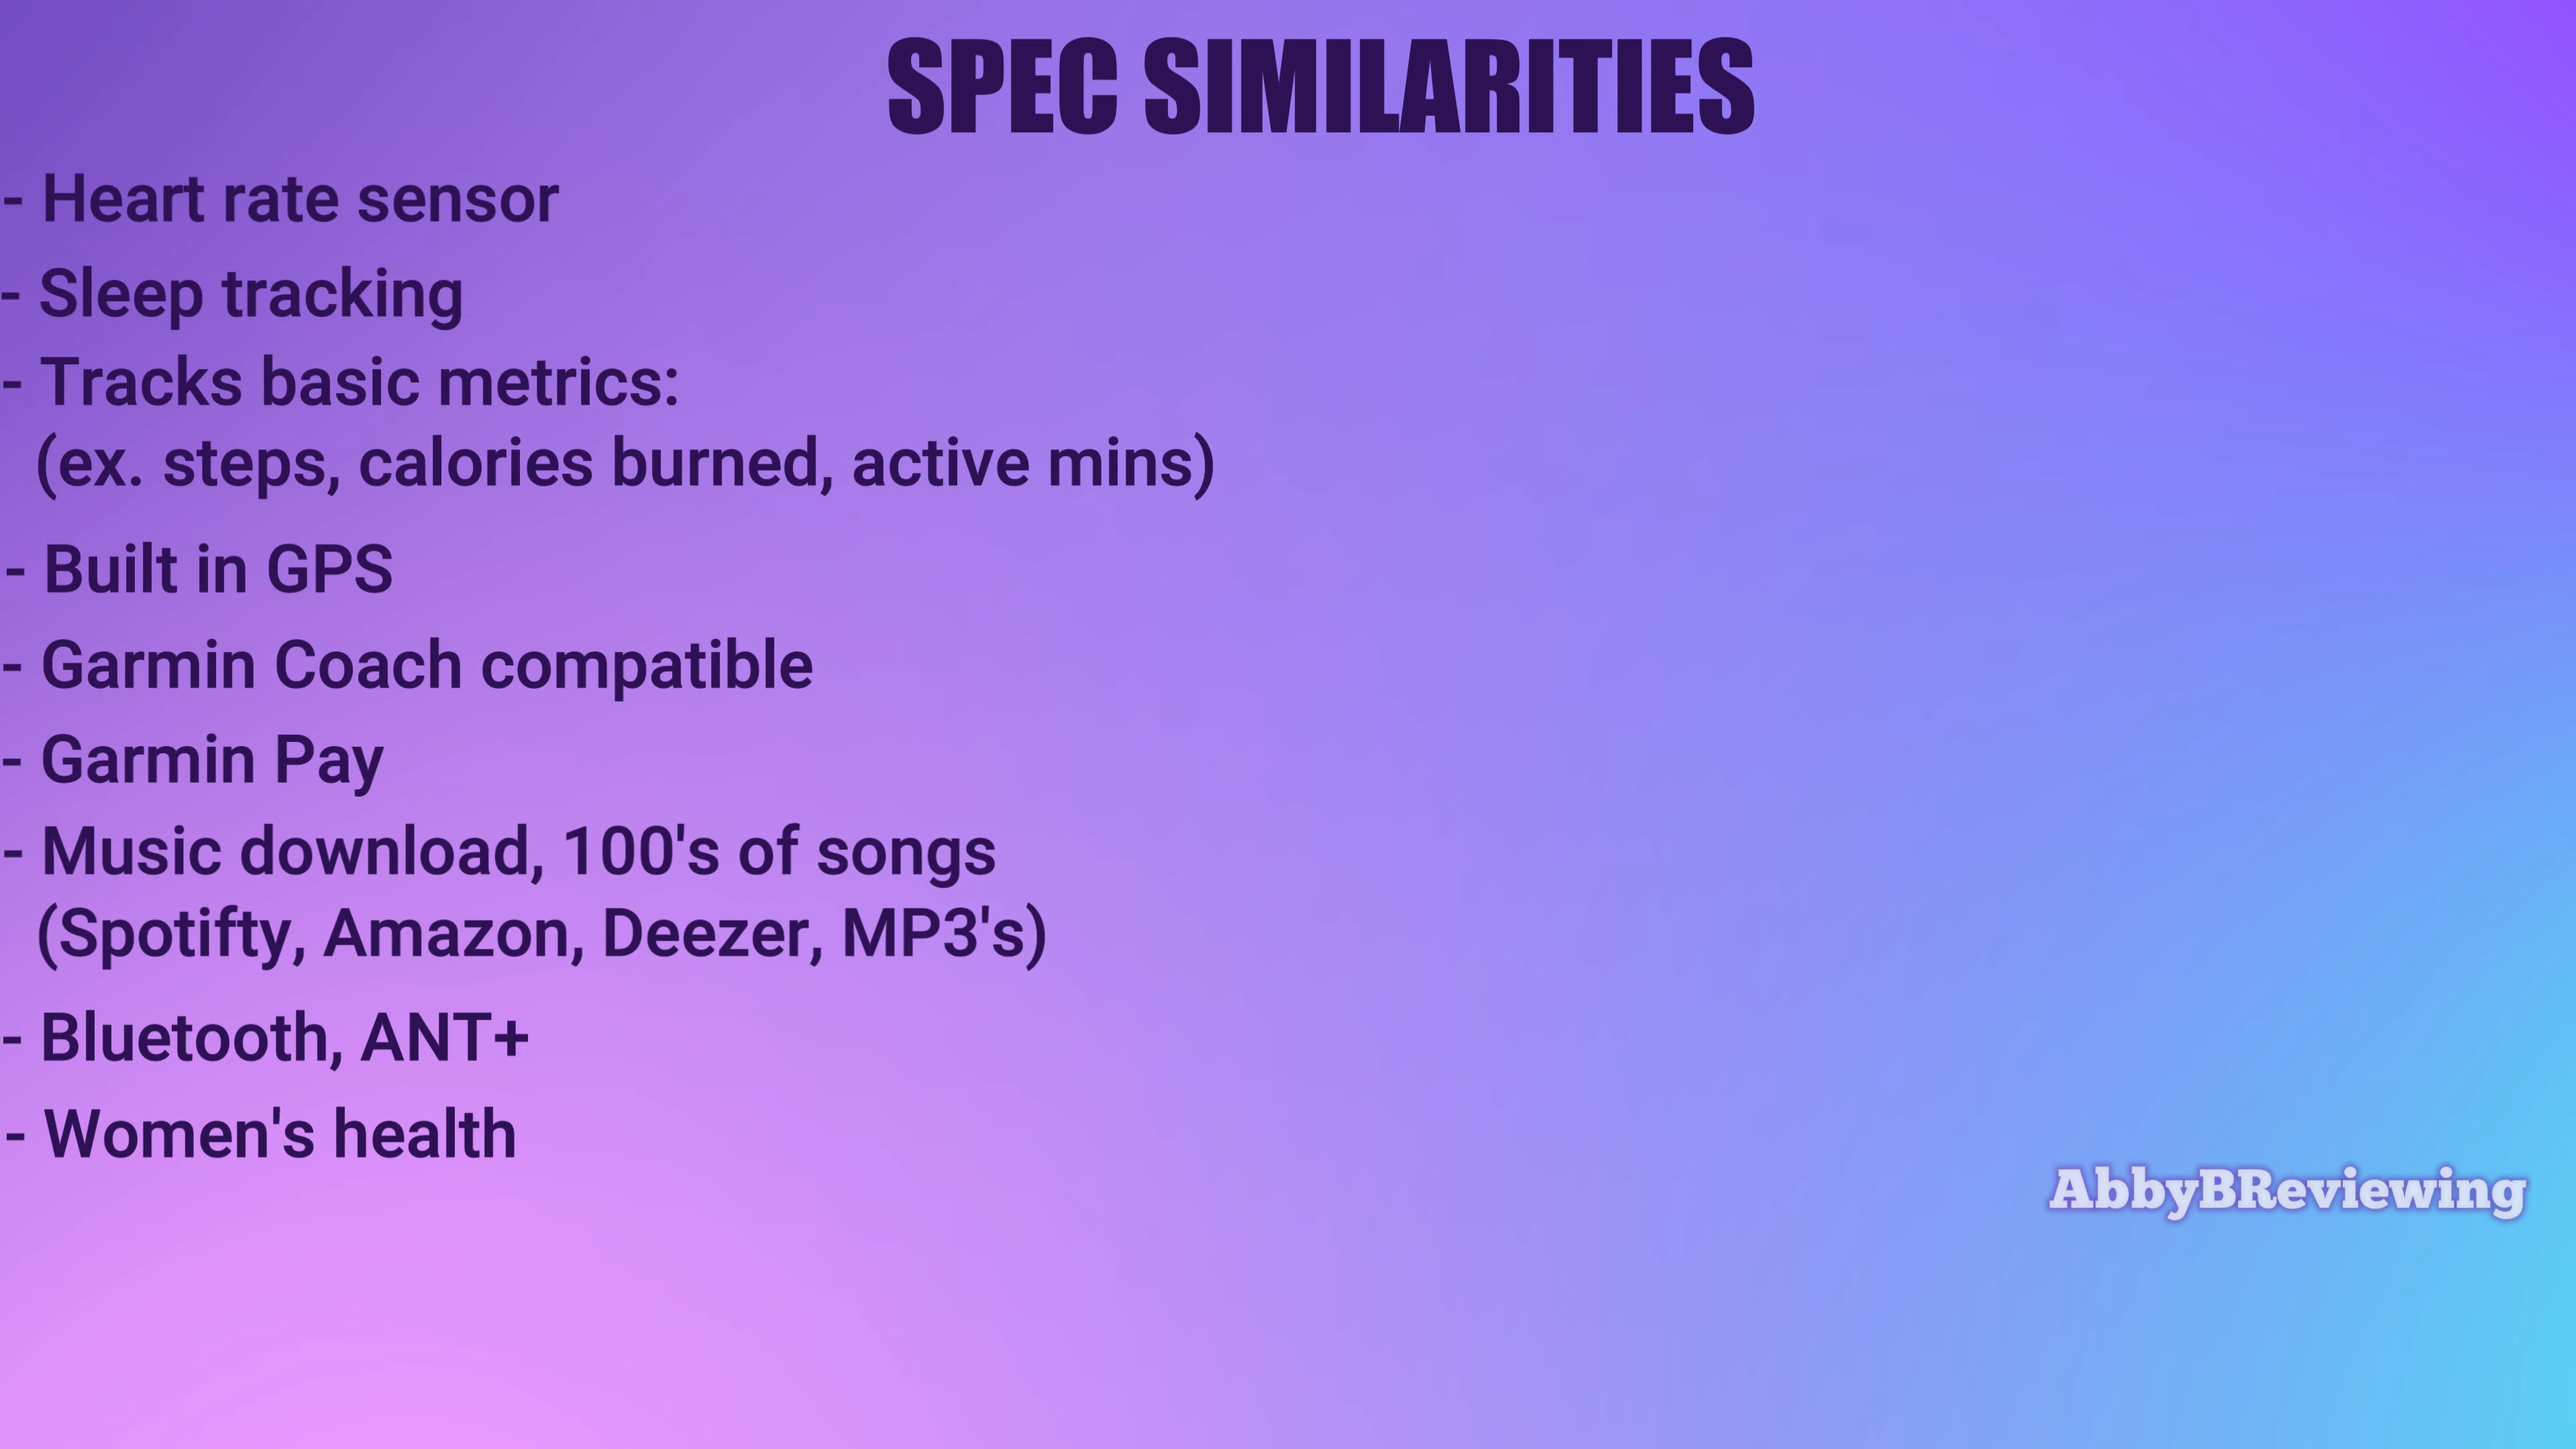 SPEC SIMILARITIES
- Heart rate sensor
- Sleep tracking
- Tracks basic metrics:
(ex. steps, calories burned, active mins)
- Built in GPS
- Garmin Coach compatible
- Garmin Pay
- Music download, 100's of songs
(Spotifty, Amazon, Deezer, MP3's)
- Bluetooth, ANT+
- Women's health
AbbyBReviewing